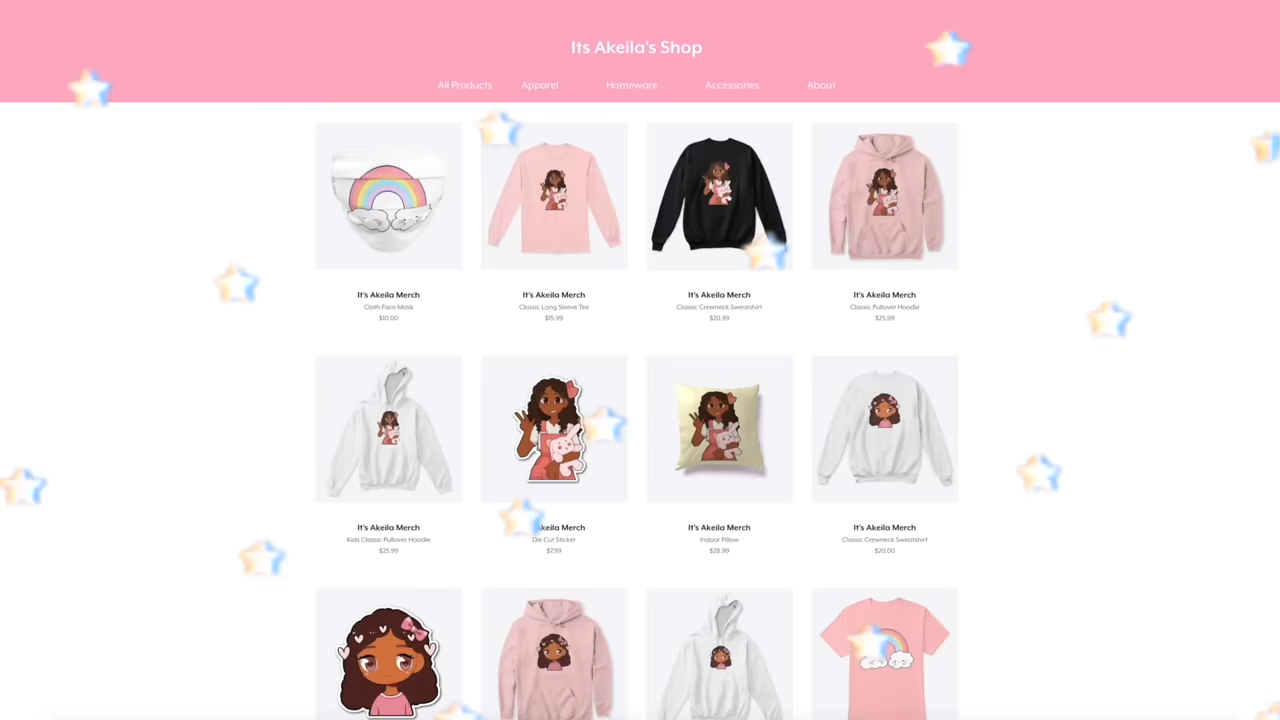 Its Akeila's Shop
All Products Apparel Homeware Accessories About
It's Akeila Merch
Cloth Face Mask
$10.00
It's Akeila Merch
Classic Long Sleeve Tee
$15.99
It's Akeila Merch
Classic Crewneck Sweatshirt
$20.99
It's Akeila Merch
Classic Pullover Hoodie
$25.99
It's Akeila Merch
Kids Classic Pullover Hoodie
$25.99
Akeila Merch
Die Cut Sticker
$7.99
It's Akeila Merch
Indoor Pillow
$28.99
It's Akeila Merch
Classic Crewneck Sweatshirt
$20.00